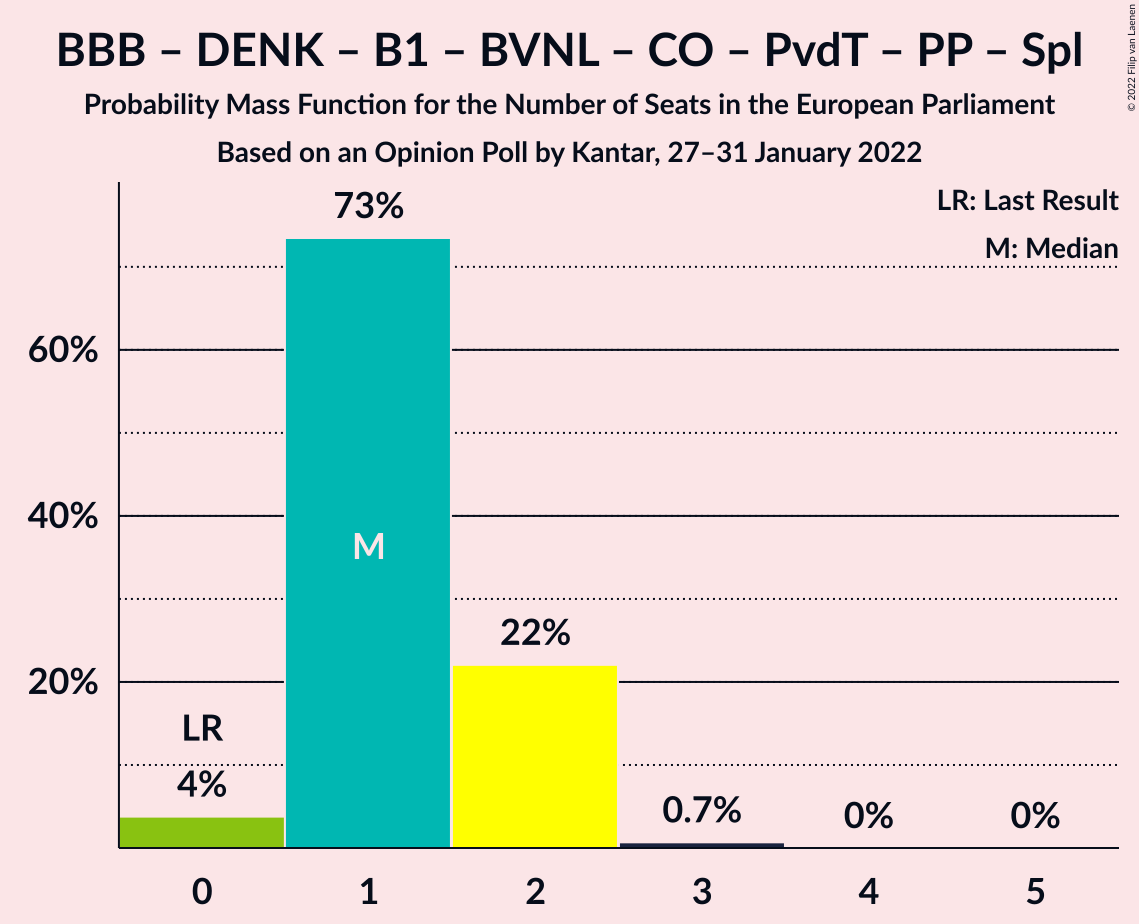 BBB – DENK – B1 – BVNL – CO – PvdT – PP – Spl
Probability Mass Function for the Number of Seats in the European Parliament
Based on an Opinion Poll by Kantar, 27–31 January 2022
© 2022 Filip van Laenen
LR: Last Result
M: Median
73%
60%
40%
M
22%
20%
LR
4%
0.7%
0%
0%
0
1
2
3
4
5